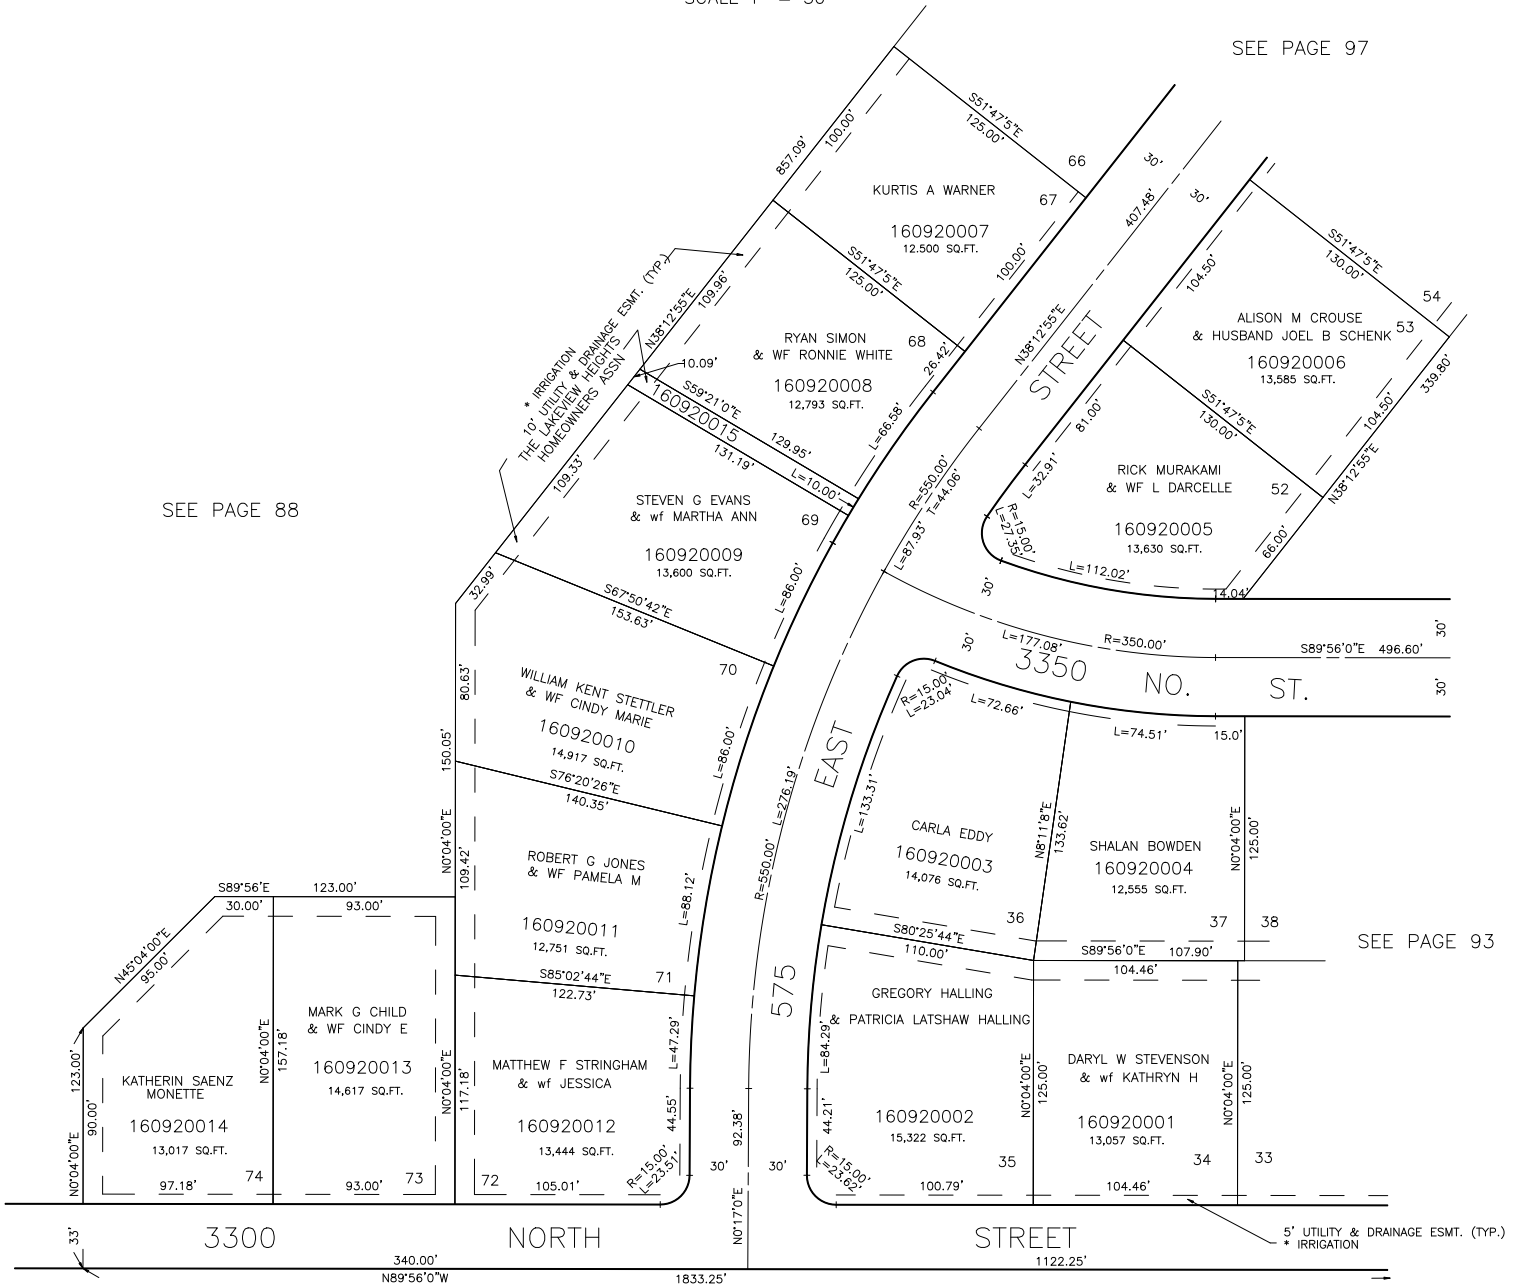 SCALE 1" = 50'
SEE PAGE 97
SEE PAGE 88
SEE PAGE 93
857.09'
100.00'
S51°47'5"E
125.00'
66
67
KURTIS A WARNER
160920007
12.500 SQ.FT.
100.00'
30'
30'
407.48'
N38°12'55"E
STREET
S51°47'5"E
125.00'
109.96'
N38°12'55"E
RYAN SIMON
& WF RONNIE WHITE
68
160920008
12,793 SQ.FT.
26.42'
L=66.58'
* IRRIGATION
10' UTILITY & DRAINAGE ESMT. (TYP.)
THE LAKEVIEW HEIGHTS
HOMEOWNERS ASSN
10.09'
S59°21'0"E
129.95'
160920015
131.19'
L=10.00'
109.33'
STEVEN G EVANS
& wf MARTHA ANN
69
160920009
13,600 SQ.FT.
L=86.00'
S67°50'42"E
153.63'
32.99'
80.63'
70
WILLIAM KENT STETTLER
& WF CINDY MARIE
160920010
14,917 SQ.FT.
L=86.00'
150.05'
N0°04'00"E
S76°20'26"E
140.35'
109.42'
ROBERT G JONES
& WF PAMELA M
160920011
12,751 SQ.FT.
71
L=88.12'
S85°02'44"E
122.73'
MATTHEW F STRINGHAM
& wf JESSICA
160920012
13,444 SQ.FT.
72
N0°04'00"E
117.18'
L=47.29'
44.55'
105.01'
R=15.00'
L=23.51'
S89°56'E
123.00'
30.00'
93.00'
N45°04'00"E
95.00'
MARK G CHILD
& WF CINDY E
160920013
14,617 SQ.FT.
73
93.00'
N0°04'00"E
157.18'
KATHERIN SAENZ
MONETTE
160920014
13,017 SQ.FT.
74
97.18'
123.00'
90.00'
N0°04'00"E
S51°47'5"E
130.00'
54
53
ALISON M CROUSE
& HUSBAND JOEL B SCHENK
160920006
13,585 SQ.FT.
104.50'
104.50'
339.80'
N38°12'55"E
S51°47'5"E
130.00'
81.00'
L=32.91'
RICK MURAKAMI
& WF L DARCELLE
52
160920005
13,630 SQ.FT.
66.00'
R=15.00'
L=27.35'
L=112.02'
14.04'
R=550.00'
T=44.06'
L=87.93'
30'
30'
L=177.08'
R=350.00'
S89°56'0"E 496.60'
30'
30'
3350 NO. ST.
R=15.00'
L=23.04'
L=72.66'
L=74.51'
15.0'
L=133.31'
CARLA EDDY
160920003
14,076 SQ.FT.
36
N8°11'8"E
133.62'
SHALAN BOWDEN
160920004
12,555 SQ.FT.
37
38
N0°04'00"E
125.00'
S89°56'0"E
107.90'
104.46'
S80°25'44"E
110.00'
GREGORY HALLING
& PATRICIA LATSHAW HALLING
160920002
15,322 SQ.FT.
35
L=84.29'
44.21'
R=15.00'
L=23.62'
100.79'
N0°04'00"E
125.00'
DARYL W STEVENSON
& wf KATHRYN H
160920001
13,057 SQ.FT.
34
33
104.46'
N0°04'00"E
125.00'
L=276.19'
R=550.00'
EAST
575
92.38'
30'
30'
N0°17'0"E
5' UTILITY & DRAINAGE ESMT. (TYP.)
* IRRIGATION
33'
3300 NORTH STREET
340.00'
N89°56'0"W
1833.25'
1122.25'